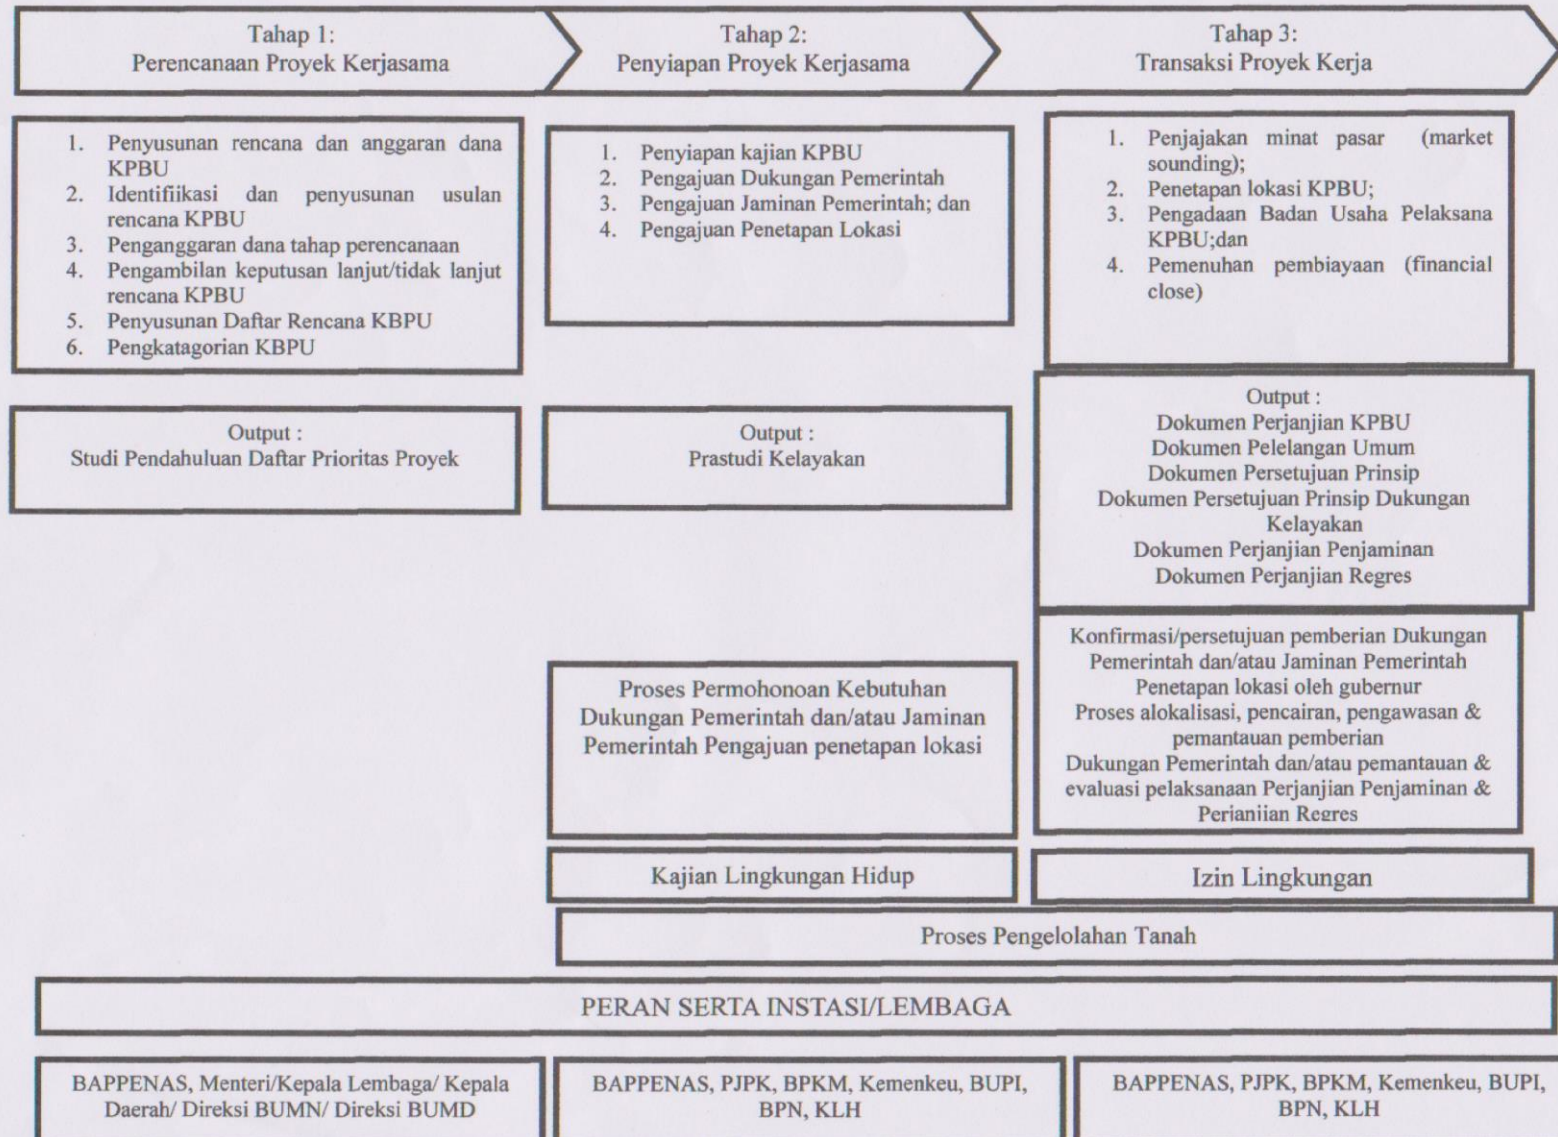 Tahap 1:
Perencanaan Proyek Kerjasama
Tahap 2:
Penyiapan Proyek Kerjasama
Tahap 3:
Transaksi Proyek Kerja
1. Penyusunan rencana dan anggaran dana
KPBU
2. Identifiikasi dan penyusunan usulan
rencana KPBU
3. Penganggaran dana tahap perencanaan
4. Pengambilan keputusan lanjut/tidak lanjut
rencana KPBU
5. Penyusunan Daftar Rencana KBPU
6. Pengkatagorian KBPU
1. Penyiapan kajian KPBU
2. Pengajuan Dukungan Pemerintah
3. Pengajuan Jaminan Pemerintah; dan
4. Pengajuan Penetapan Lokasi
1. Penjajakan minat pasar (market
sounding);
2. Penetapan lokasi KPBU;
3. Pengadaan Badan Usaha Pelaksana
KPBU;dan
4. Pemenuhan pembiayaan (financial
close)
Output :
Studi Pendahuluan Daftar Prioritas Proyek
Output :
Prastudi Kelayakan
Output :
Dokumen Perjanjian KPBU
Dokumen Pelelangan Umum
Dokumen Persetujuan Prinsip
Dokumen Persetujuan Prinsip Dukungan
Kelayakan
Dokumen Perjanjian Penjaminan
Dokumen Perjanjian Regres
Proses Permohonoan Kebutuhan
Dukungan Pemerintah dan/atau Jaminan
Pemerintah Pengajuan penetapan lokasi
Konfirmasi/persetujuan pemberian Dukungan
Pemerintah dan/atau Jaminan Pemerintah
Penetapan lokasi oleh gubernur
Proses alokalisasi, pencairan, pengawasan &
pemantauan pemberian
Dukungan Pemerintah dan/atau pemantauan &
evaluasi pelaksanaan Perjanjian Penjaminan &
Perjanjian Regres
Kajian Lingkungan Hidup
Izin Lingkungan
Proses Pengelolahan Tanah
PERAN SERTA INSTASI/LEMBAGA
BAPPENAS, Menteri/Kepala Lembaga/ Kepala
Daerah/ Direksi BUMN/ Direksi BUMD
BAPPENAS, PJPK, BPKM, Kemenkeu, BUPI,
BPN, KLH
BAPPENAS, PJPK, BPKM, Kemenkeu, BUPI,
BPN, KLH